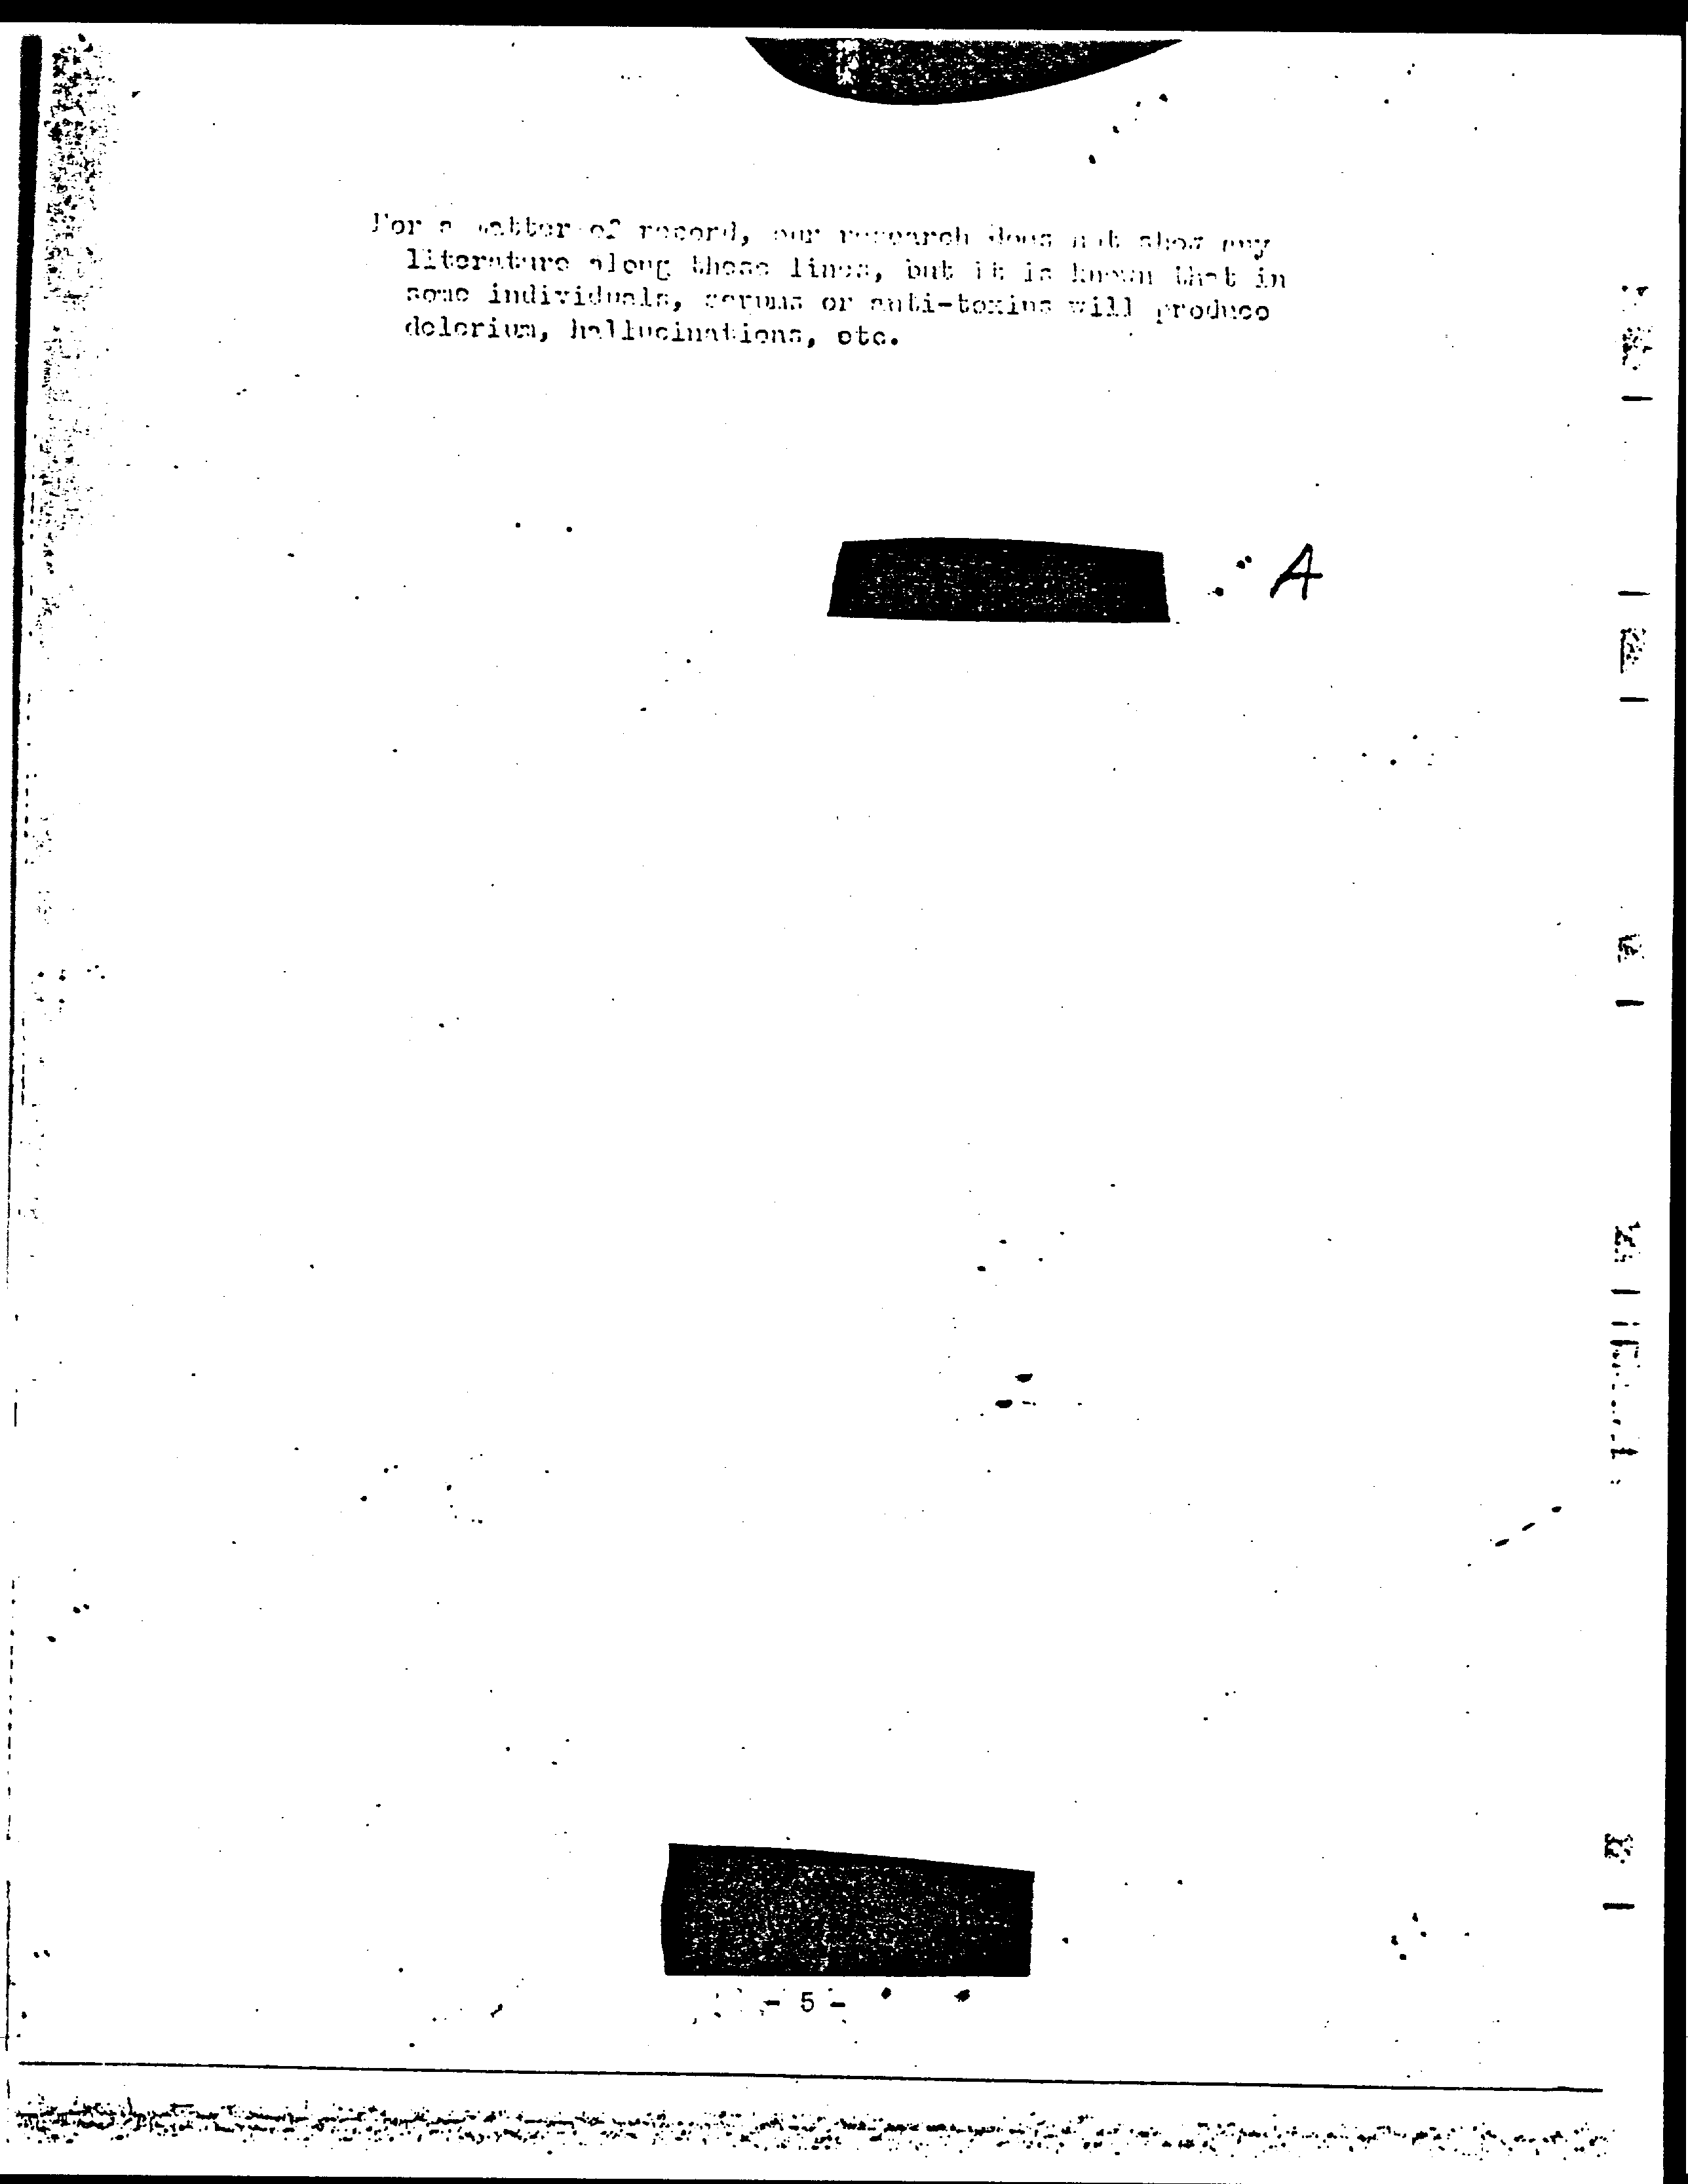 For a matter of record, our research does not show any
literature along these lines, but it is known that in
some individuals, serums or anti-toxins will produce
delerium, hallucinations, etc.
A
- 5 -